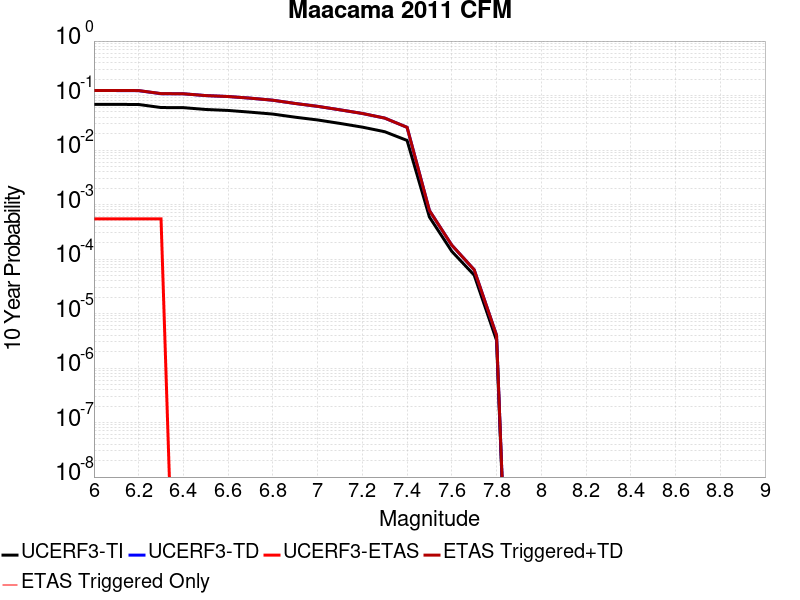 Maacama 2011 CFM
10 Year Probability
10^0
10^-1
10^-2
10^-3
10^-4
10^-5
10^-6
10^-7
10^-8
6 6.2 6.4 6.6 6.8 7 7.2 7.4 7.6 7.8 8 8.2 8.4 8.6 8.8 9
Magnitude
UCERF3-TI UCERF3-TD UCERF3-ETAS ETAS Triggered+TD
ETAS Triggered Only